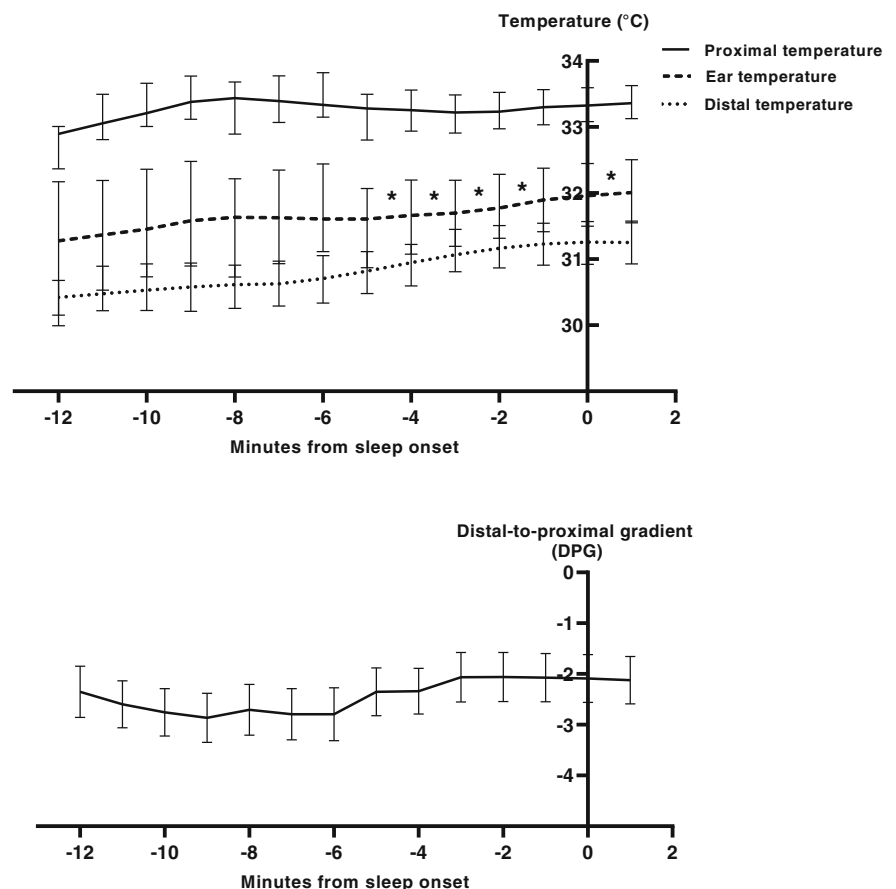 Temperature (°C)
Proximal temperature
Ear temperature
Distal temperature
34
33
32
31
30
* * * * *
-12 -10 -8 -6 -4 -2 0 2
Minutes from sleep onset
Distal-to-proximal gradient
(DPG)
0
-1
-2
-3
-4
-12 -10 -8 -6 -4 -2 0 2
Minutes from sleep onset